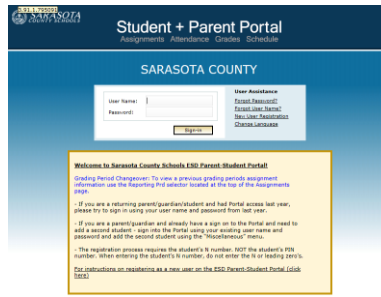 0.91.1.795091
SARASOTA
COUNTY SCHOOLS
Student + Parent Portal
Assignments Attendance Grades Schedule
SARASOTA COUNTY
User Assistance
User Name:
Forgot Password?
Forgot User Name?
Password:
New User Registration
Change Language
Sign-in
Welcome to Sarasota County Schools ESD Parent-Student Portal!
Grading Period Changeover: To view a previous grading periods assignment
information use the Reporting Prd selector located at the top of the Assignments
page.
- If you are a returning parent/guardian/student and had Portal access last year,
please try to sign in using your user name and password from last year.
- If you are a parent/guardian and already have a sign on to the Portal and need to
add a second student - sign into the Portal using your existing user name and
password and add the second student using the "Miscellaneous" menu.
- The registration process requires the student's N number. NOT the student's PIN
number. When entering the student's N number, do not enter the N or leading zero's.
For instructions on registering as a new user on the ESD Parent-Student Portal (click
here)